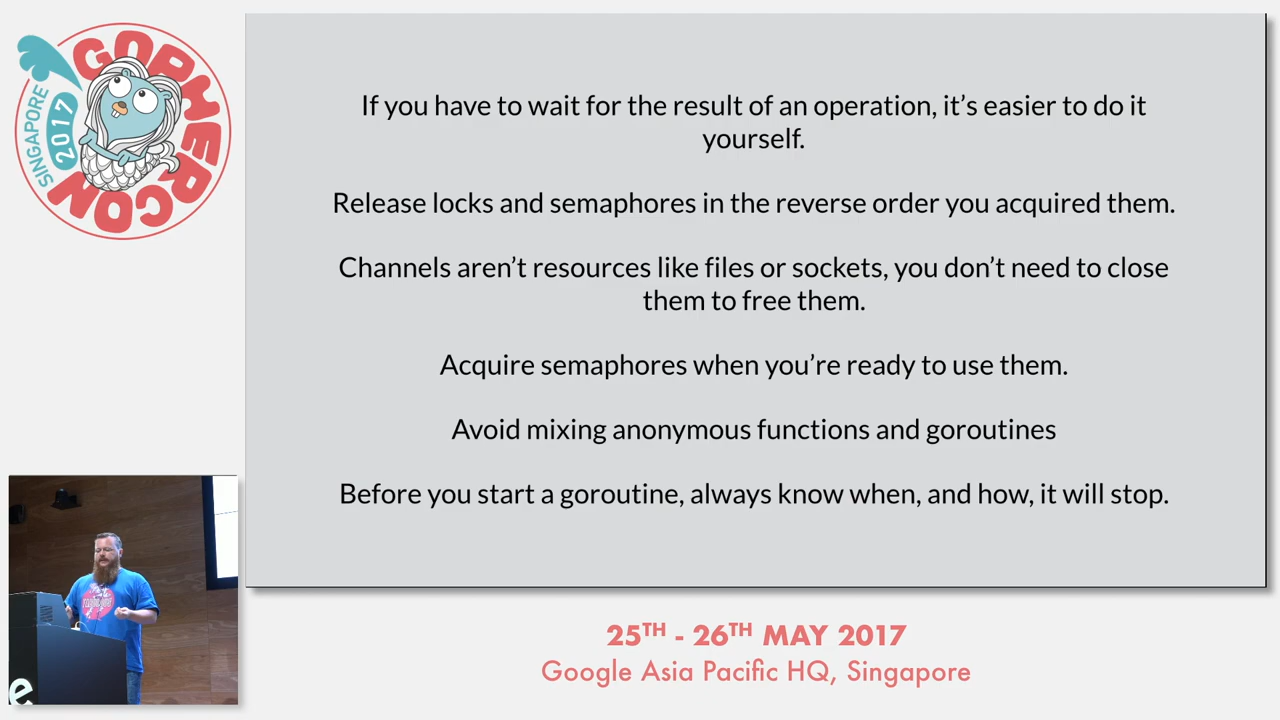 GOPHERCON
SINGAPORE
2017
If you have to wait for the result of an operation, it’s easier to do it
yourself.
Release locks and semaphores in the reverse order you acquired them.
Channels aren’t resources like files or sockets, you don’t need to close
them to free them.
Acquire semaphores when you’re ready to use them.
Avoid mixing anonymous functions and goroutines
Before you start a goroutine, always know when, and how, it will stop.
e
25TH - 26TH MAY 2017
Google Asia Pacific HQ, Singapore